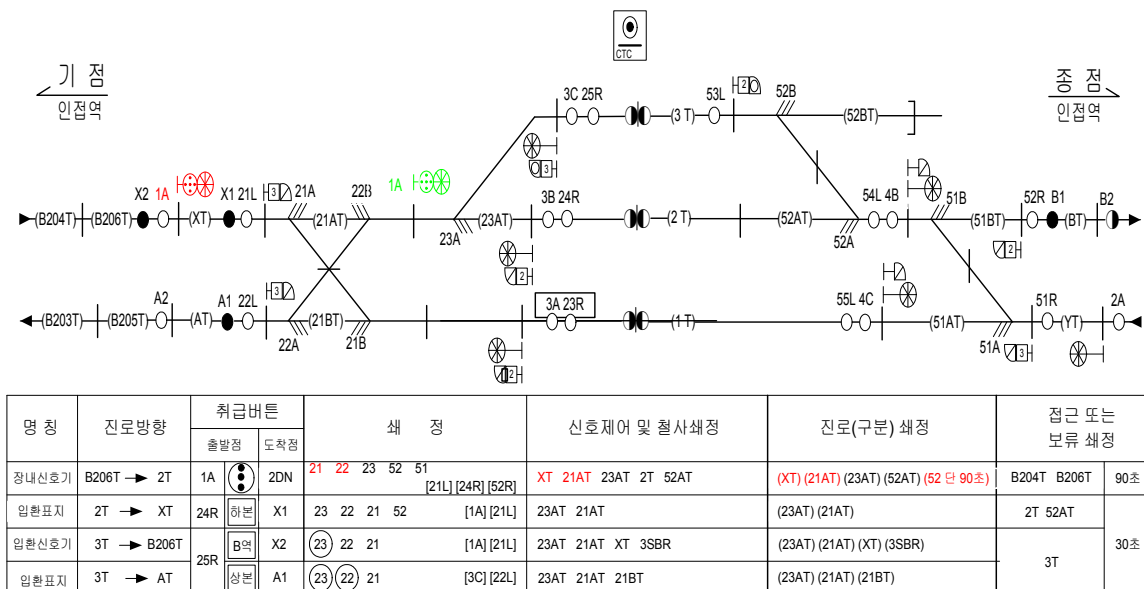 CTC
기 점
인접역
종 점
인접역
3C 25R
(3 T)
53L
2
52B
(52BT)
3
X2 1A
X1 21L
3
21A
22B
1A
54L 4B
51B
52R B1
B2
(B204T)
(B206T)
(XT)
(21AT)
23A
(23AT)
3B 24R
(2 T)
(52AT)
52A
(51BT)
(BT)
2
2
A2
A1 22L
3
3A 23R
55L 4C
51R
2A
(B203T)
(B205T)
(AT)
22A
(21BT)
21B
(1 T)
(51AT)
51A
(YT)
2
3
명 칭 진로방향 취급버튼 쇄 정 신호제어 및 철사쇄정 진로(구분) 쇄정 접근 또는
보류 쇄정
출발점 도착점
장내신호기 B206T 2T 1A 2DN 21 22 23 52 51 XT 21AT 23AT 2T 52AT (XT) (21AT) (23AT) (52AT) (52 단 90초) B204T B206T 90초
[21L] [24R] [52R]
입환표지 2T XT 24R 하본 X1 23 22 21 52 [1A] [21L] 23AT 21AT (23AT) (21AT) 2T 52AT
입환신호기 3T B206T 25R B역 X2 23 22 21 [1A] [21L] 23AT 21AT XT 3SBR (23AT) (21AT) (XT) (3SBR) 3T 30초
입환표지 3T AT 상본 A1 23 22 21 [3C] [22L] 23AT 21AT 21BT (23AT) (21AT) (21BT)